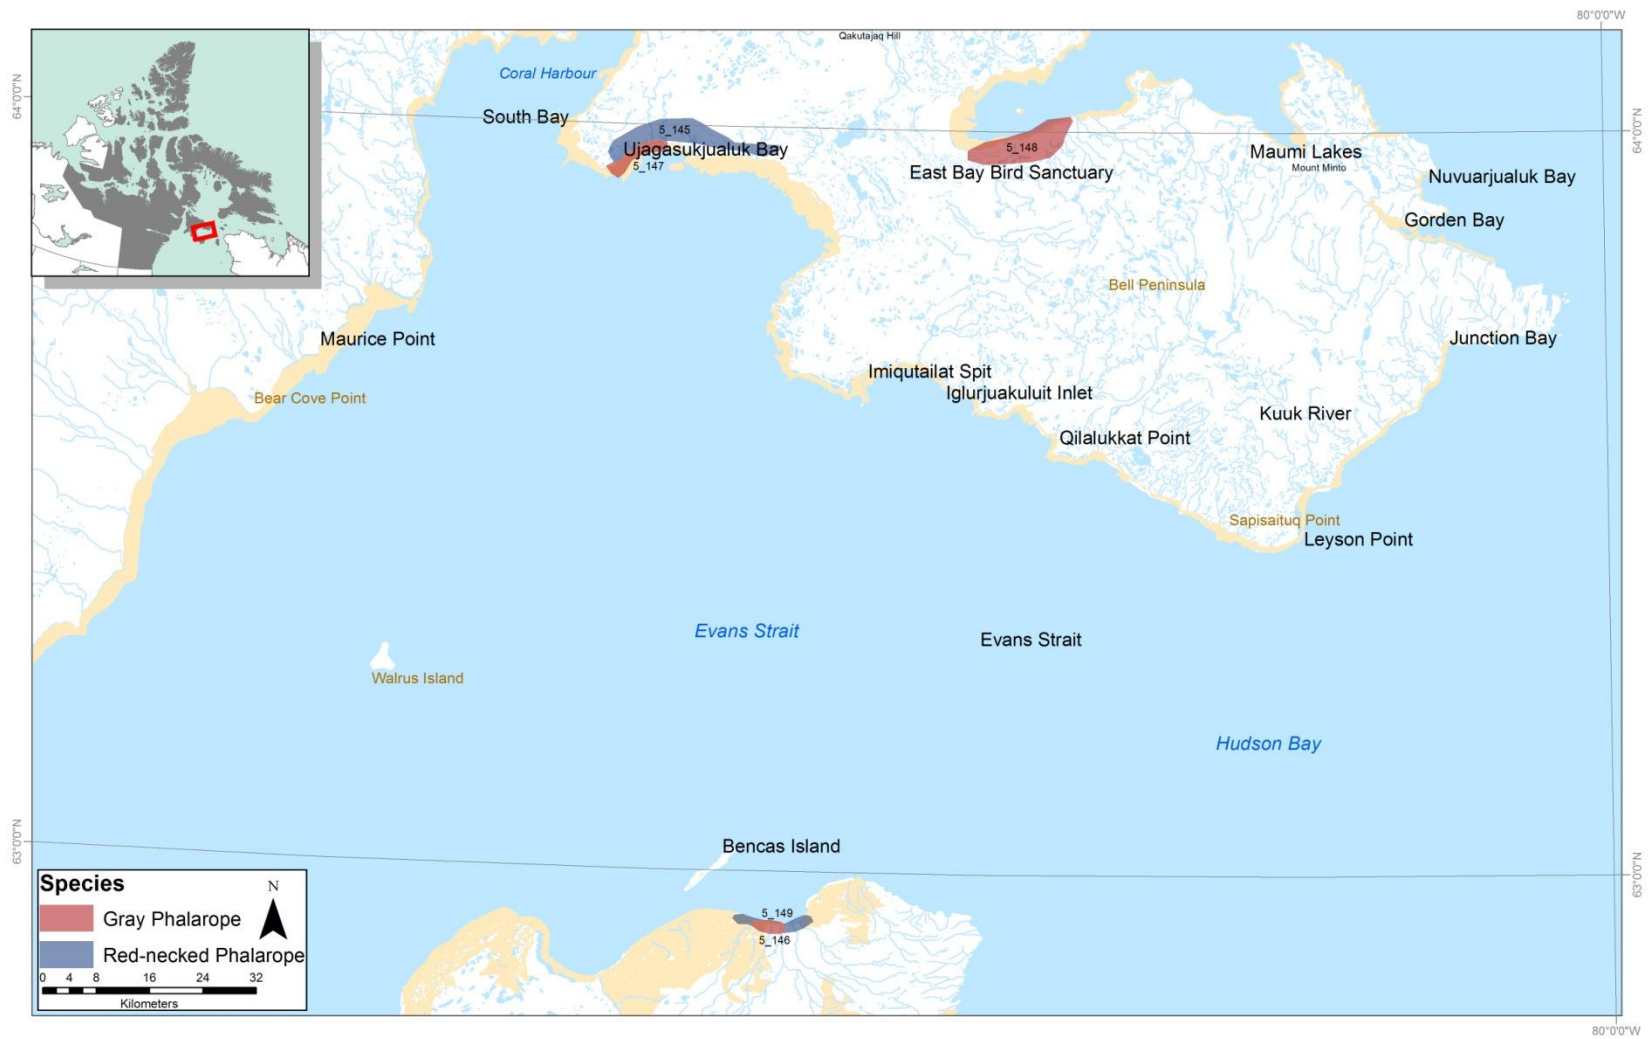 80°0'0"W
Qakutajaq Hill
Coral Harbour
64°0'0"N
South Bay
64°0'0"N
5_145
Ujagasukjualuk Bay
5_147
5_148
East Bay Bird Sanctuary
Maumi Lakes
Mount Minto
Nuvuarjualuk Bay
Gorden Bay
Bell Peninsula
Maurice Point
Junction Bay
Imiqutailat Spit
Iglurjuakuluit Inlet
Bear Cove Point
Kuuk River
Qilalukkat Point
Sapisaituq Point
Leyson Point
Evans Strait
Evans Strait
Walrus Island
Hudson Bay
63°0'0"N
Bencas Island
63°0'0"N
5_149
5_146
Species
N
Gray Phalarope
Red-necked Phalarope
0 4 8 16 24 32
Kilometers
80°0'0"W